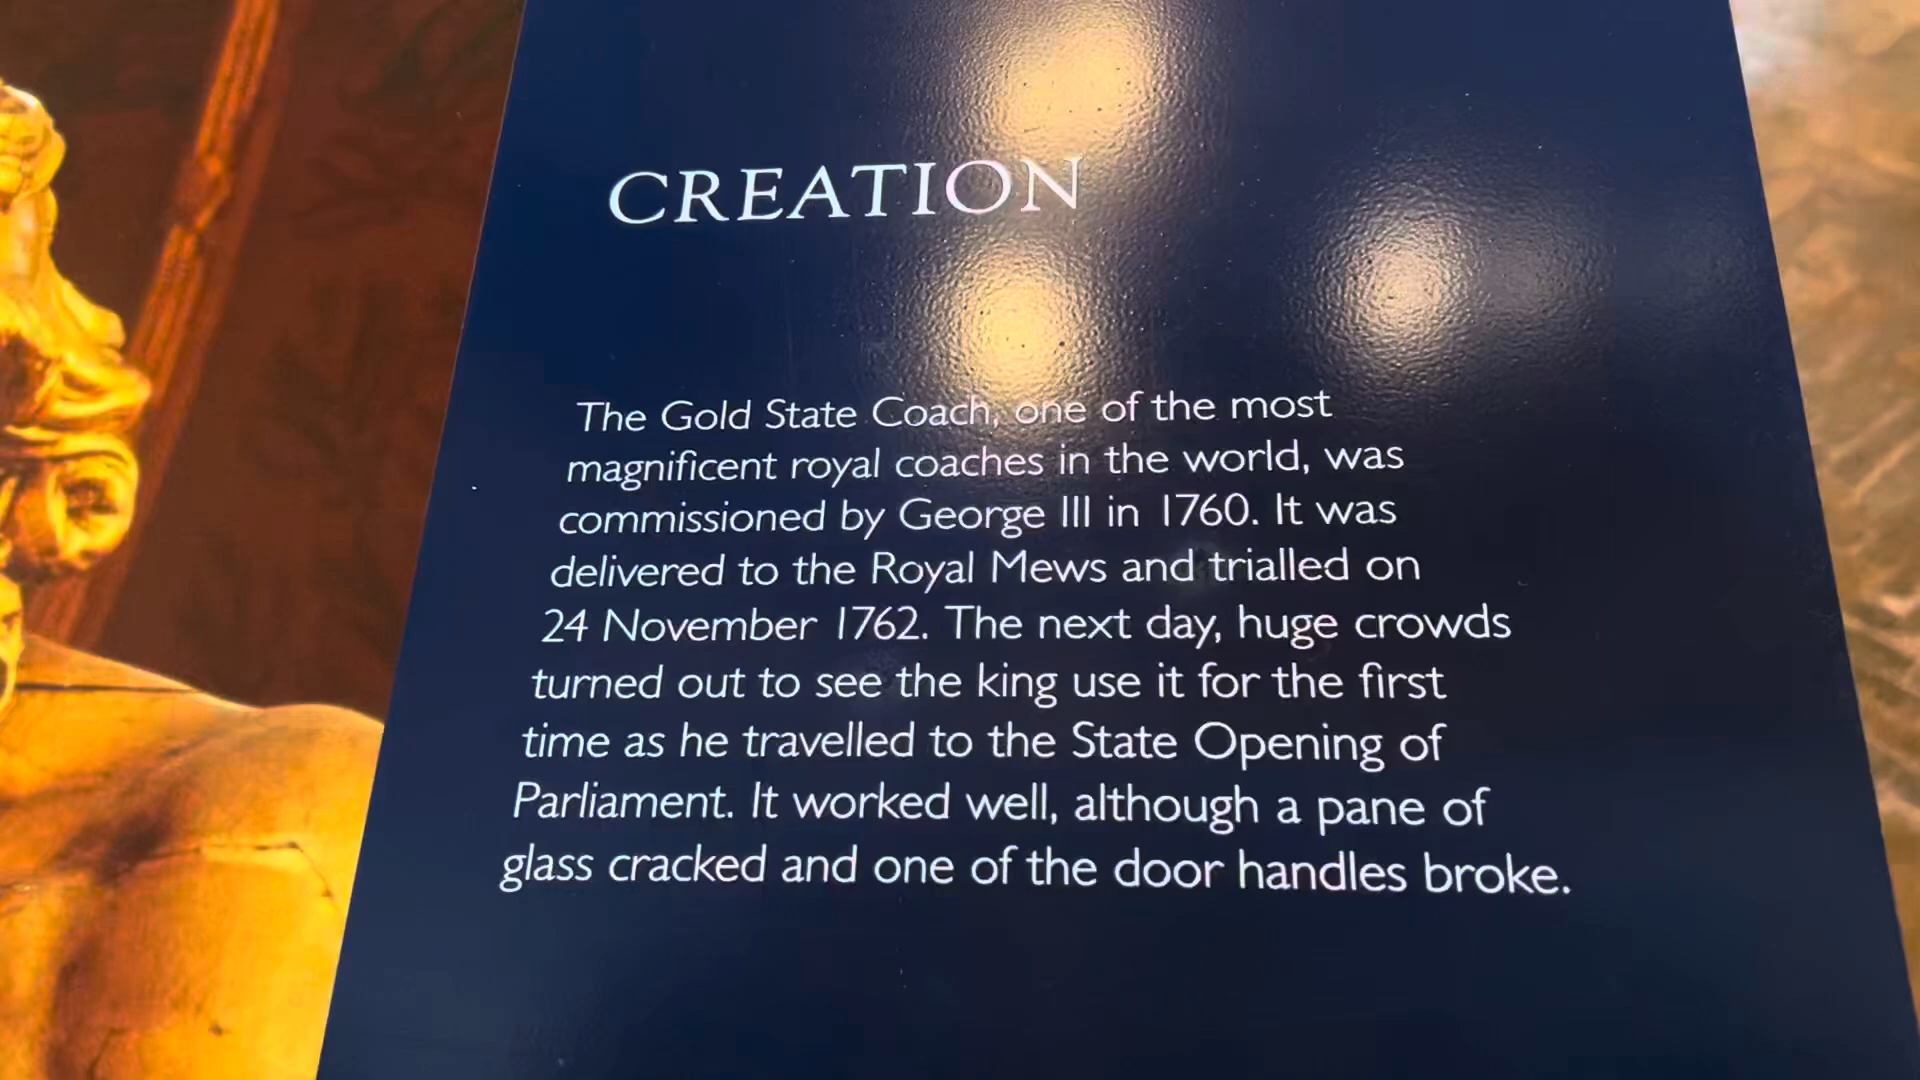 CREATION
The Gold State Coach, one of the most
magnificent royal coaches in the world, was
commissioned by George III in 1760. It was
delivered to the Royal Mews and trialled on
24 November 1762. The next day, huge crowds
turned out to see the king use it for the first
time as he travelled to the State Opening of
Parliament. It worked well, although a pane of
glass cracked and one of the door handles broke.